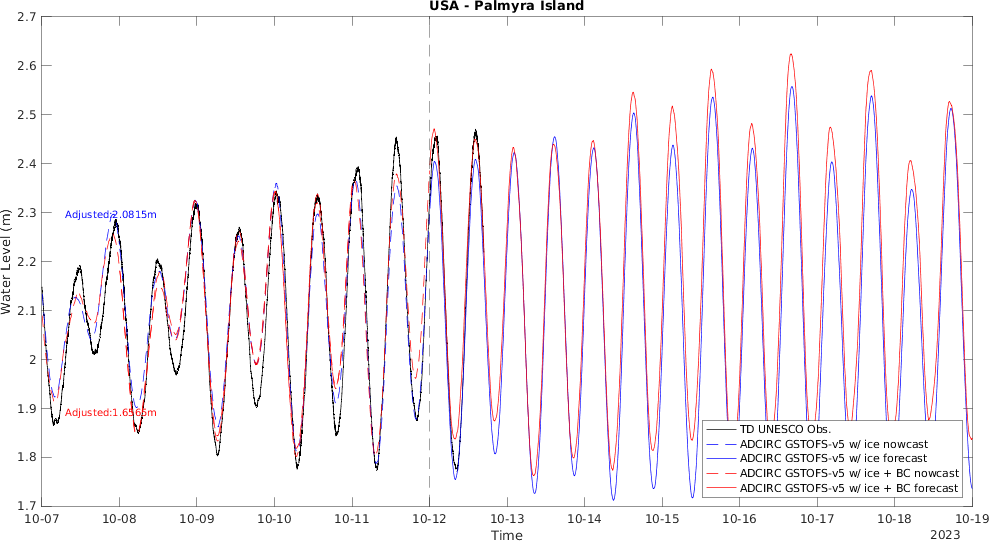 USA - Palmyra Island
2.7
2.6
2.5
2.4
2.3
2.2
2.1
2
1.9
1.8
1.7
Water Level (m)
Adjusted:2.0815m
Adjusted:1.6565m
TD UNESCO Obs.
ADCIRC GSTOFS-v5 w/ ice nowcast
ADCIRC GSTOFS-v5 w/ ice forecast
ADCIRC GSTOFS-v5 w/ ice + BC nowcast
ADCIRC GSTOFS-v5 w/ ice + BC forecast
10-07 10-08 10-09 10-10 10-11 10-12 10-13 10-14 10-15 10-16 10-17 10-18 10-19
Time
2023